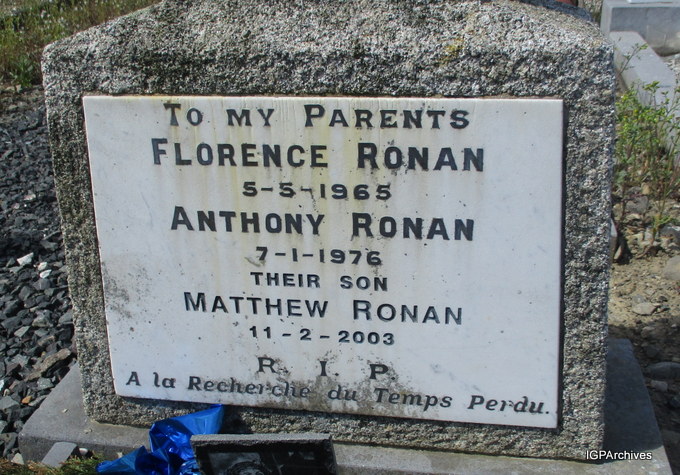 TO MY PARENTS
FLORENCE RONAN
5-5-1965
ANTHONY RONAN
7-1-1976
THEIR SON
MATTHEW RONAN
11-2-2003
R. I. P
A la Recherche du Temps Perdu.
IGPArchives